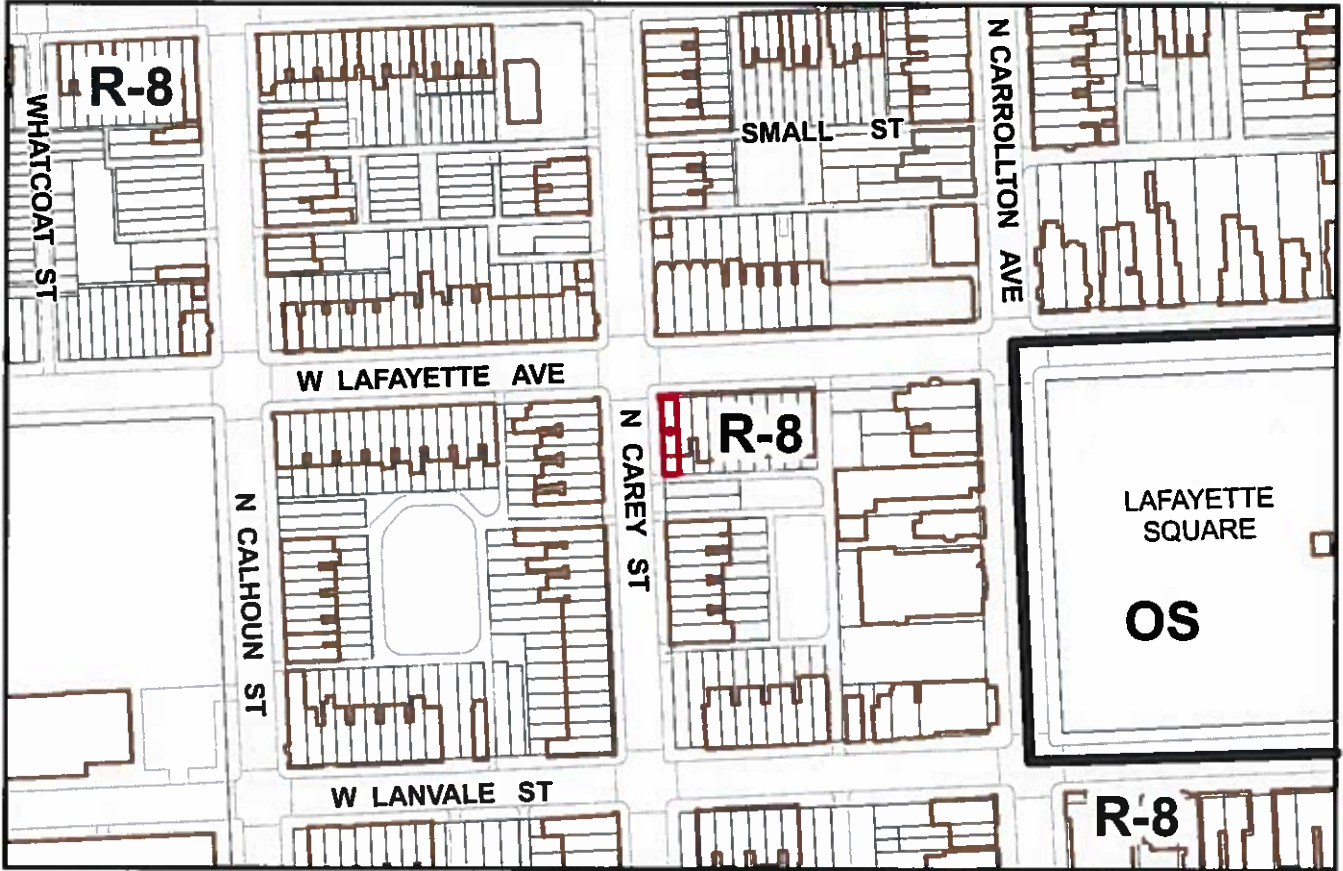 R-8
WHATCOAT ST
SMALL ST
N CARROLLTON AVE
W LAFAYETTE AVE
N CAREY ST
R-8
N CALHOUN ST
LAFAYETTE
SQUARE
OS
W LANVALE ST
R-8